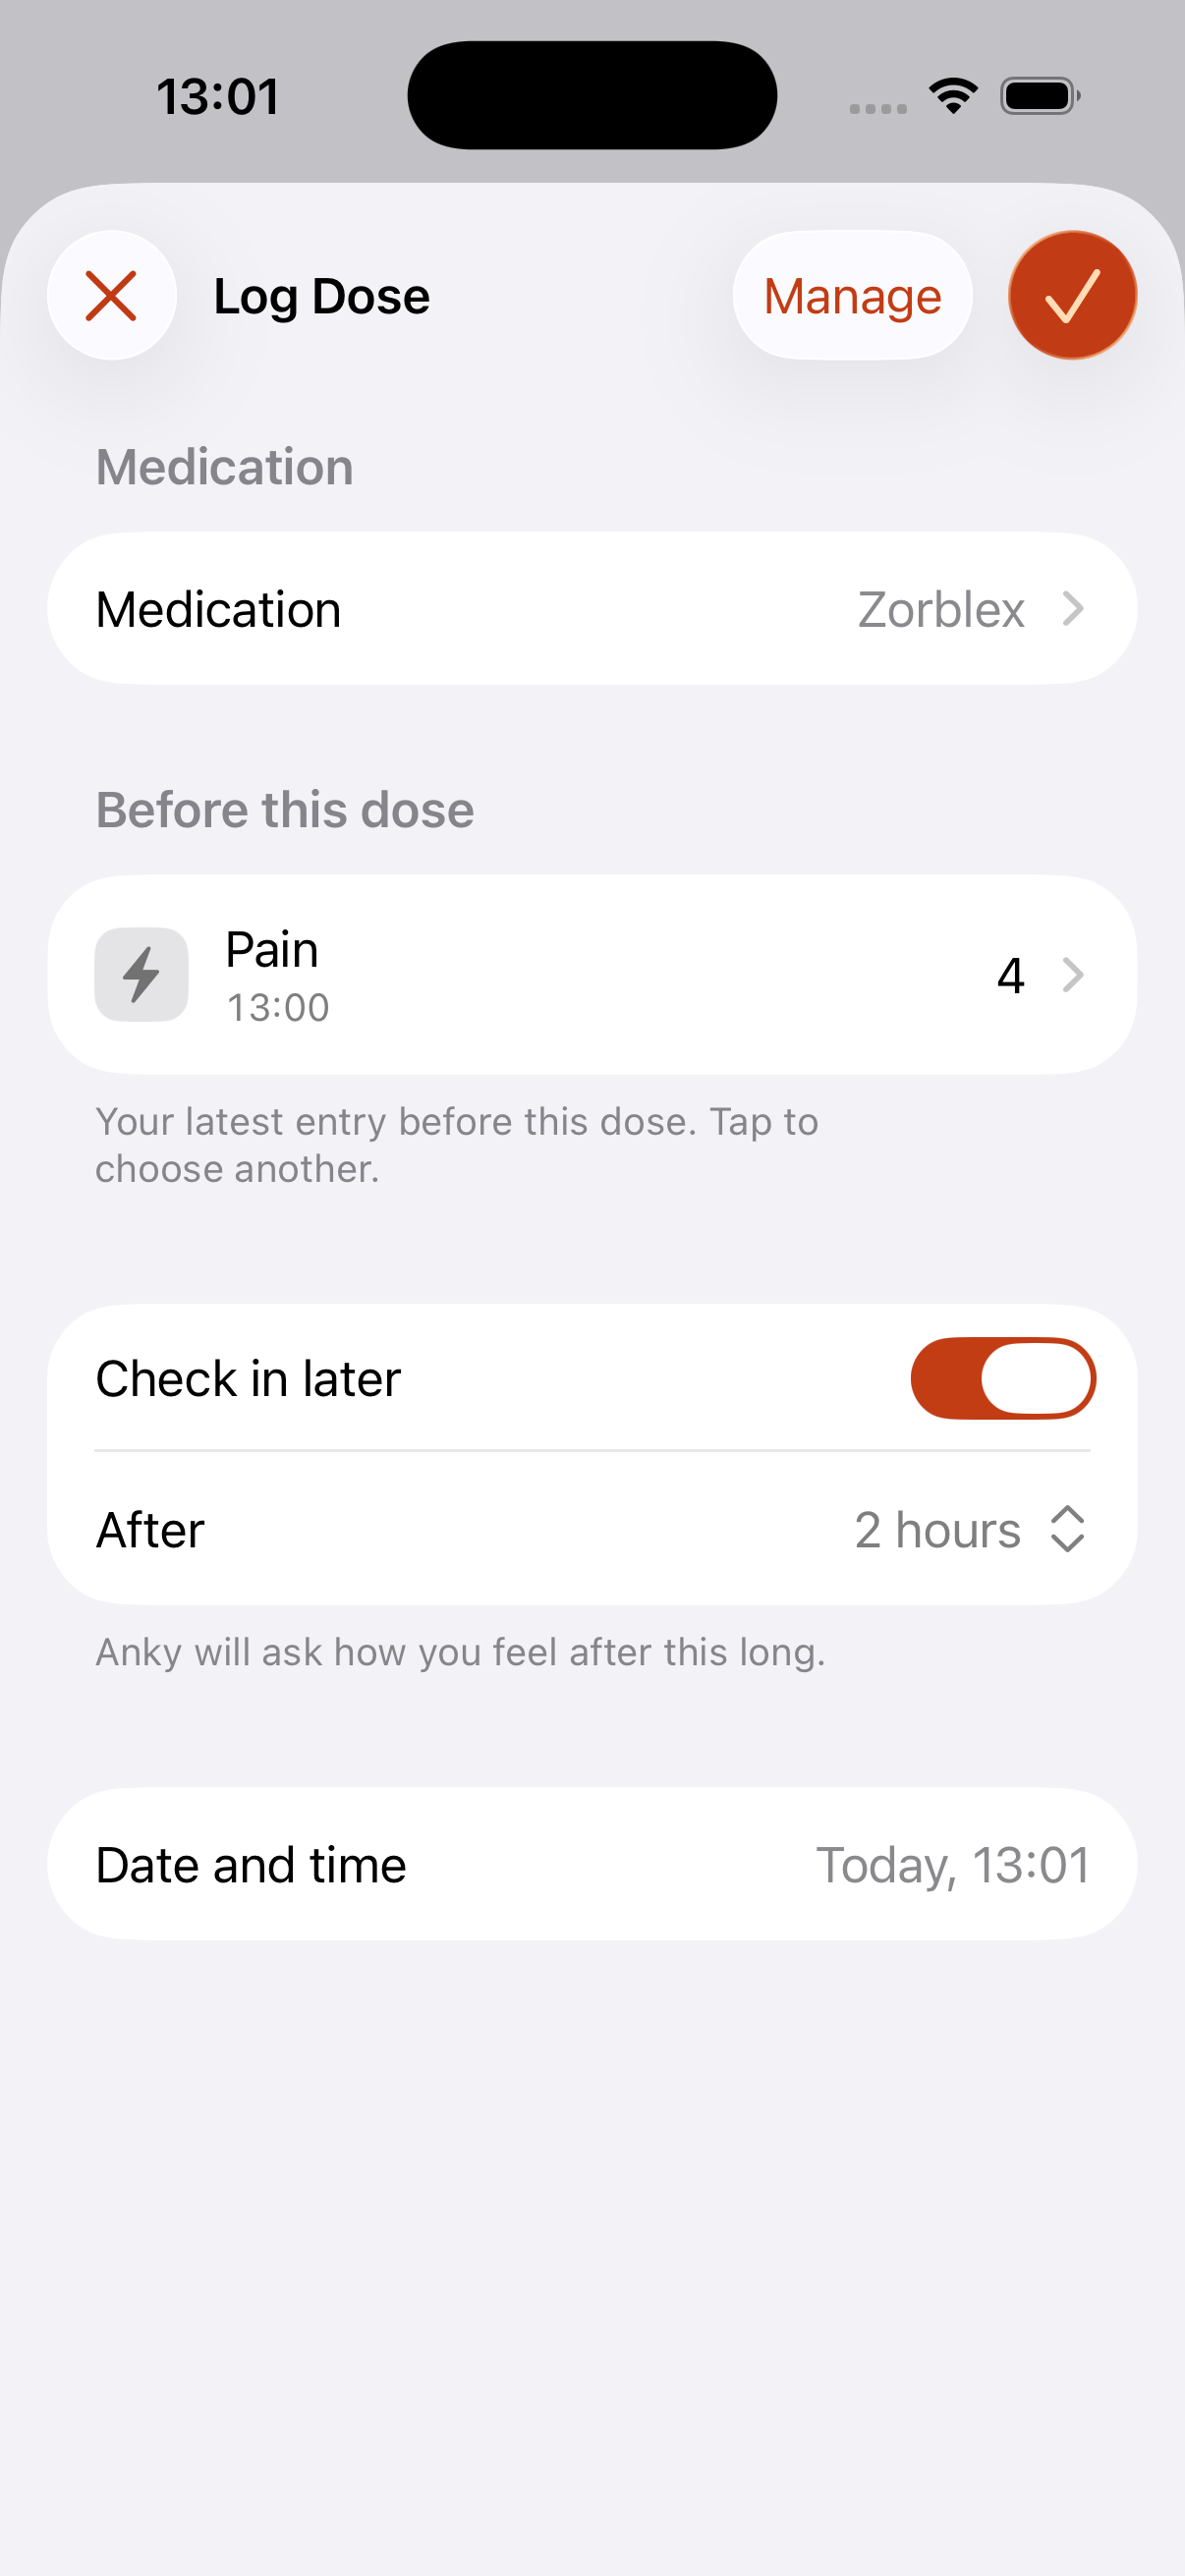 13:01
Log Dose
Manage
Medication
Medication
Zorblex
Before this dose
Pain
13:00
4
Your latest entry before this dose. Tap to
choose another.
Check in later
After
2 hours
Anky will ask how you feel after this long.
Date and time
Today, 13:01